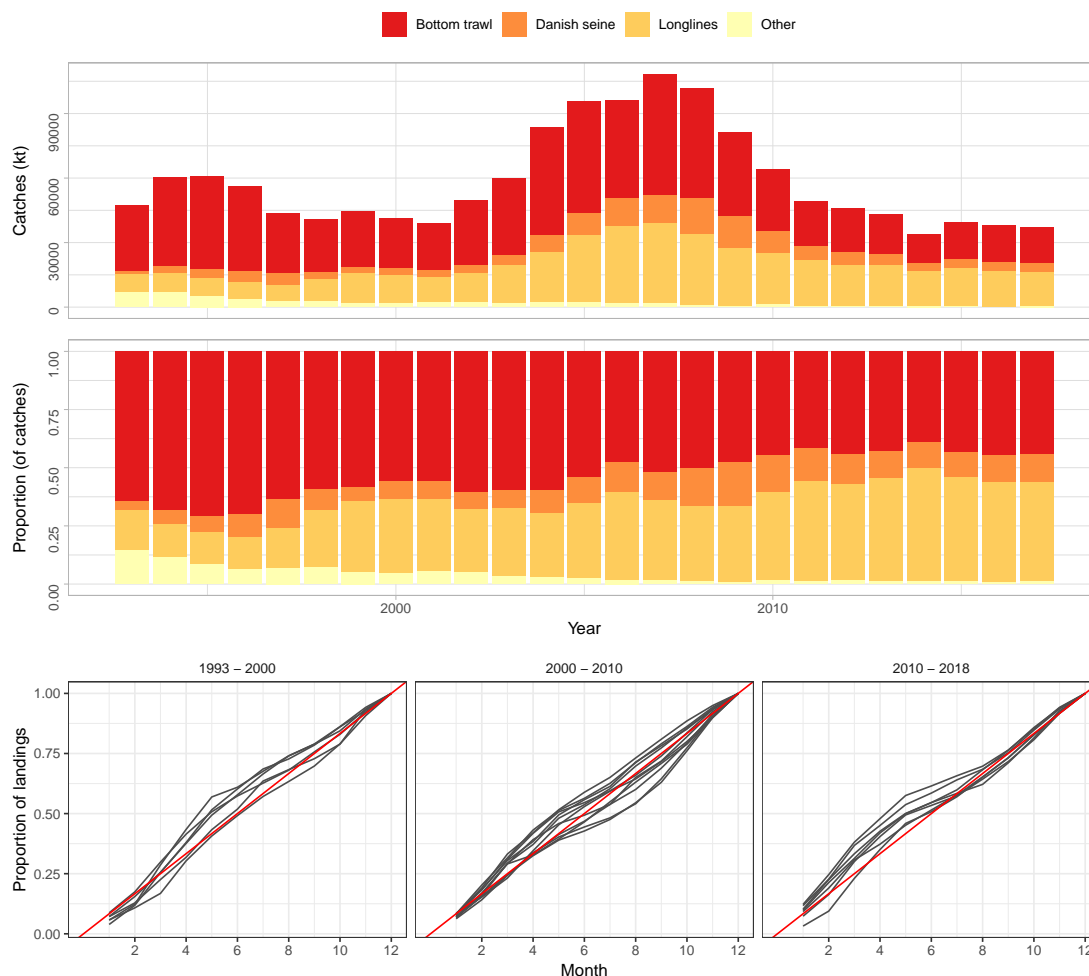 Bottom trawl Danish seine Longlines Other
Catches (kt)
90000
60000
30000
0
Proportion (of catches)
1.00
0.75
0.50
0.25
0.00
2000 2010
Year
1993 – 2000 2000 – 2010 2010 – 2018
Proportion of landings
1.00
0.75
0.50
0.25
0.00
2 4 6 8 10 12 2 4 6 8 10 12 2 4 6 8 10 12
Month